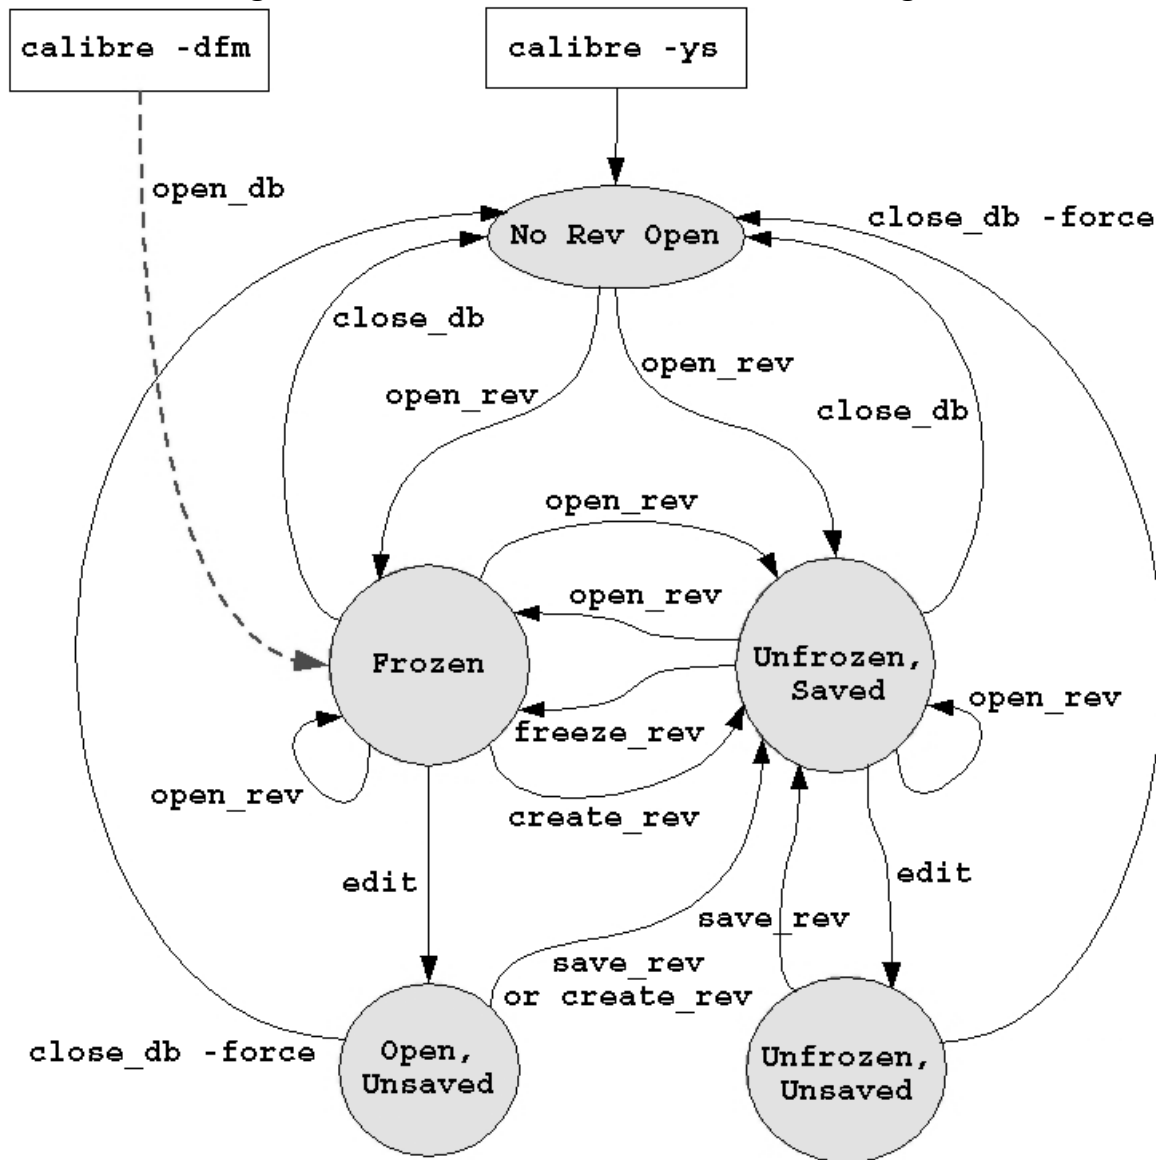 calibre -dfm
calibre -ys
open_db
No Rev Open
close_db -force
close_db
open_rev
open_rev
close_db
open_rev
open_rev
Frozen
Unfrozen,
Saved
open_rev
freeze_rev
open_rev
create_rev
edit
edit
save_rev
save_rev
or create_rev
close_db -force
Open,
Unsaved
Unfrozen,
Unsaved